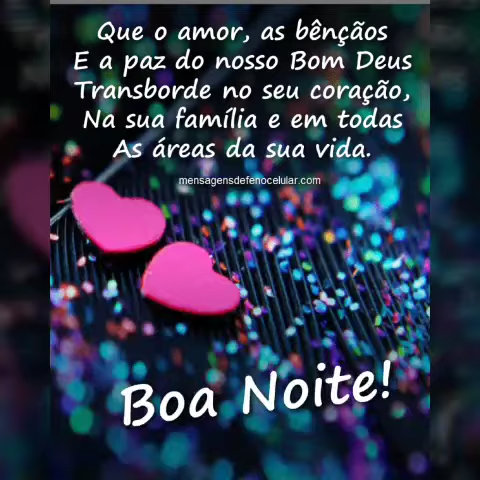 Que o amor, as bênçãos
E a paz do nosso Bom Deus
Transborde no seu coração,
Na sua família e em todas
As áreas da sua vida.
mensagensdefenocelular.com
Boa Noite!